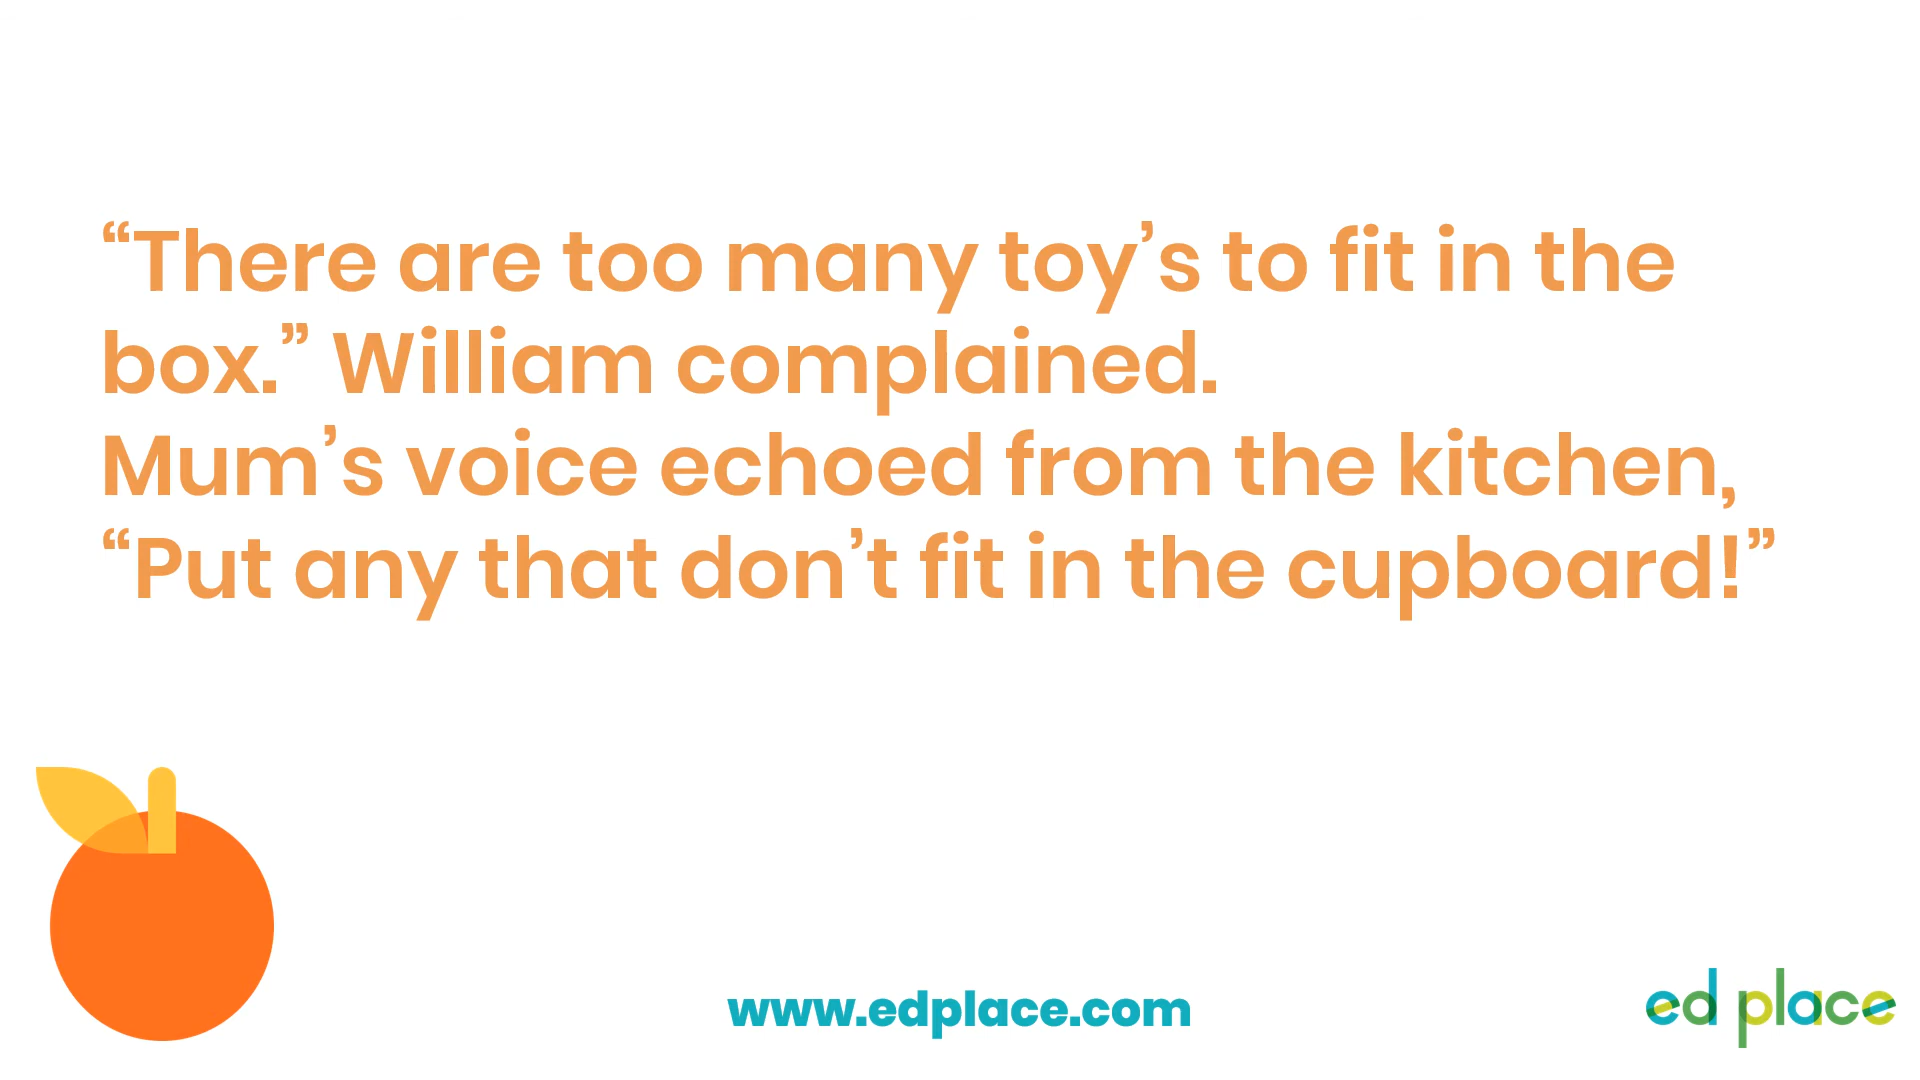 “There are too many toy’s to fit in the
box.” William complained.
Mum’s voice echoed from the kitchen,
“Put any that don’t fit in the cupboard!”
www.edplace.com
ed place